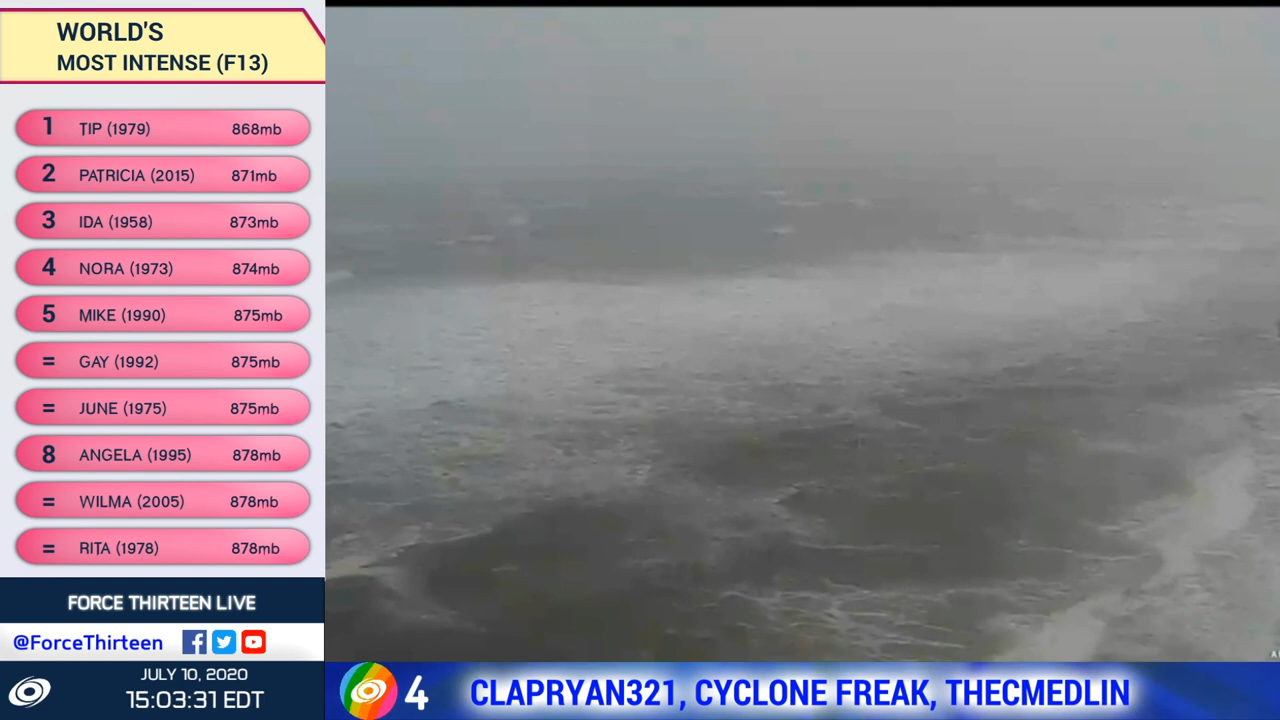 WORLD'S
MOST INTENSE (F13)
1 TIP (1979) 868mb
2 PATRICIA (2015) 871mb
3 IDA (1958) 873mb
4 NORA (1973) 874mb
5 MIKE (1990) 875mb
= GAY (1992) 875mb
= JUNE (1975) 875mb
8 ANGELA (1995) 878mb
= WILMA (2005) 878mb
= RITA (1978) 878mb
FORCE THIRTEEN LIVE
@ForceThirteen
JULY 10, 2020
15:03:31 EDT
4 CLAPRYAN321, CYCLONE FREAK, THECMEDLIN